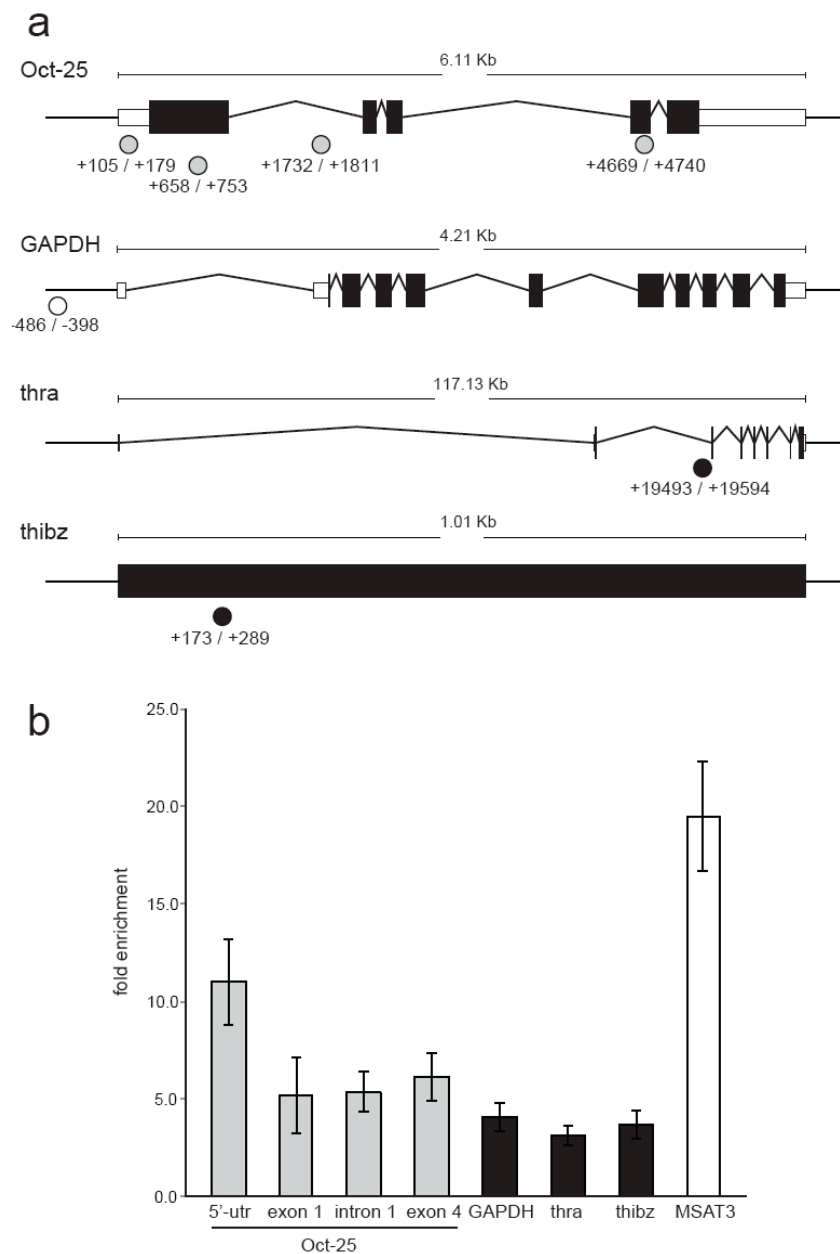 a
Oct-25
6.11 Kb
+105 / +179
+1732 / +1811
+4669 / +4740
+658 / +753
GAPDH
4.21 Kb
-486 / -398
thra
117.13 Kb
+19493 / +19594
thibz
1.01 Kb
+173 / +289
b
25.0
20.0
15.0
10.0
5.0
0.0
fold enrichment
5'-utr exon 1 intron 1 exon 4 GAPDH thra thibz MSAT3
Oct-25